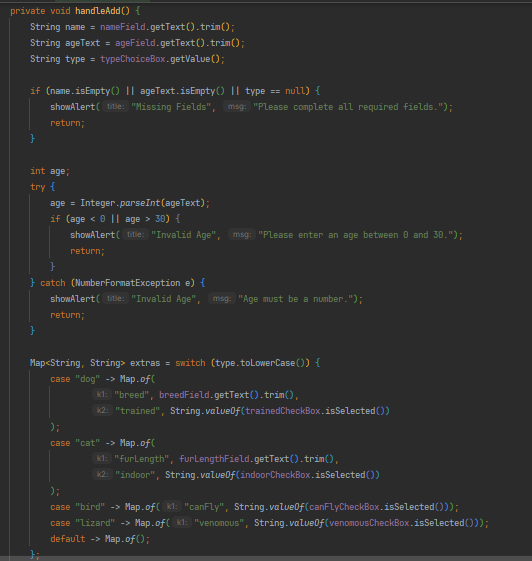 private void handleAdd() {
String name = nameField.getText().trim();
String ageText = ageField.getText().trim();
String type = typeChoiceBox.getValue();
if (name.isEmpty() || ageText.isEmpty() || type == null) {
showAlert( title: "Missing Fields", msg: "Please complete all required fields.");
return;
}
int age;
try {
age = Integer.parseInt(ageText);
if (age < 0 || age > 30) {
showAlert( title: "Invalid Age", msg: "Please enter an age between 0 and 30.");
return;
}
} catch (NumberFormatException e) {
showAlert( title: "Invalid Age", msg: "Age must be a number.");
return;
}
Map<String, String> extras = switch (type.toLowerCase()) {
case "dog" -> Map.of(
k1: "breed", breedField.getText().trim(),
k2: "trained", String.valueOf(trainedCheckBox.isSelected())
);
case "cat" -> Map.of(
k1: "furLength", furLengthField.getText().trim(),
k2: "indoor", String.valueOf(indoorCheckBox.isSelected())
);
case "bird" -> Map.of( k1: "canFly", String.valueOf(canFlyCheckBox.isSelected()));
case "lizard" -> Map.of( k1: "venomous", String.valueOf(venomousCheckBox.isSelected()));
default -> Map.of();
};